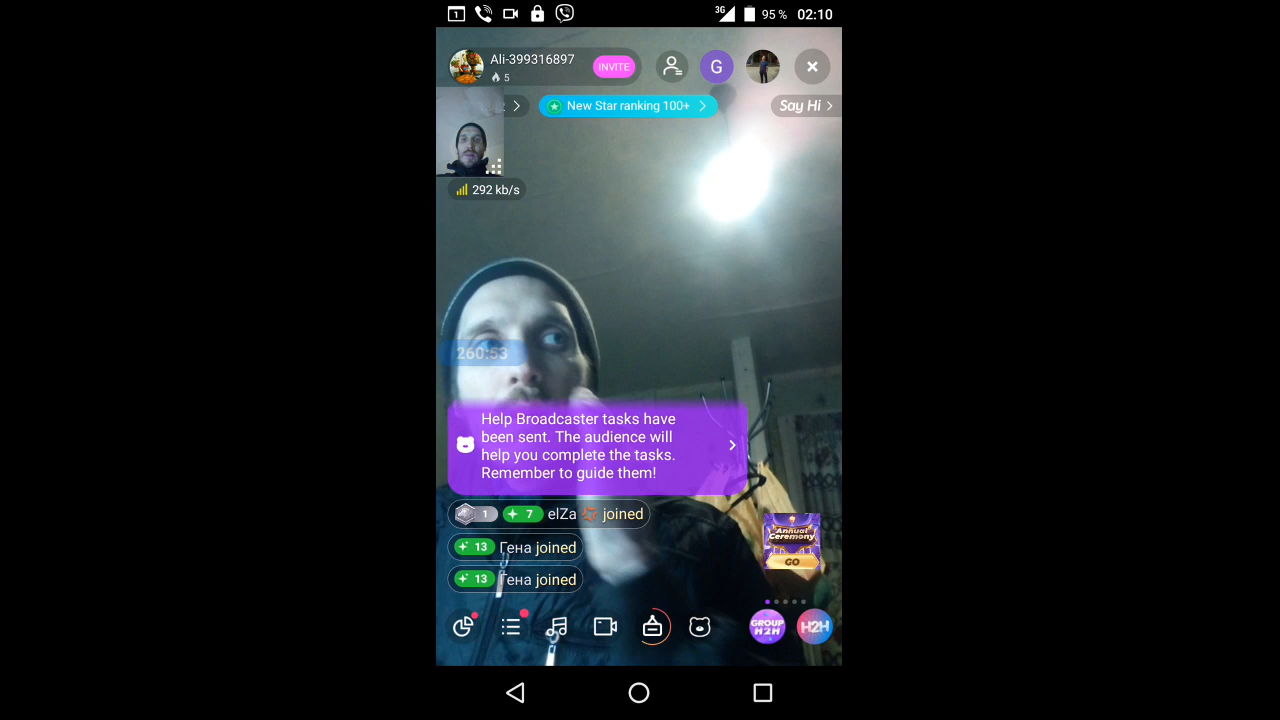 1
3G
95 %
02:10
Ali-399316897
5
INVITE
G
New Star ranking 100+
Say Hi
292 kb/s
260:53
Help Broadcaster tasks have
been sent. The audience will
help you complete the tasks.
Remember to guide them!
1 7 elZa joined
13 Гена joined
13 Гена joined
Annual
Ceremony
GO
GROUP
H2H
H2H